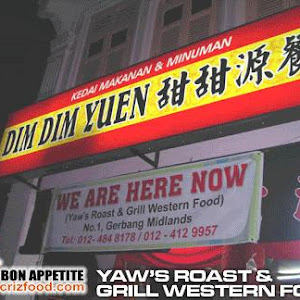 KEDAI MAKANAN & MINUMAN
DIM DIM YUEN 甜甜源餐
WE ARE HERE NOW
(Yaw's Roast & Grill Western Food)
No.1, Gerbang Midlands
Tel: 012- 484 8178 / 012 - 412 9957
BON APPETITE
crizfood.com
YAW'S ROAST &
GRILL WESTERN FO